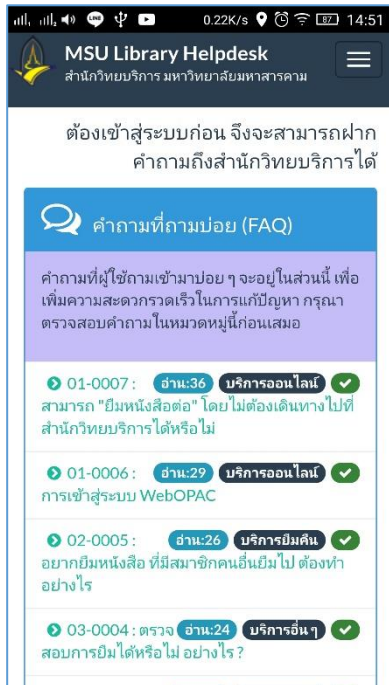 0.22K/s 87 14:51
MSU Library Helpdesk
สำนักวิทยบริการ มหาวิทยาลัยมหาสารคาม
ต้องเข้าสู่ระบบก่อน จึงจะสามารถฝาก
คำถามถึงสำนักวิทยบริการได้
คำถามที่ถามบ่อย (FAQ)
คำถามที่ผู้ใช้ถามเข้ามาบ่อย ๆ จะอยู่ในส่วนนี้ เพื่อ
เพิ่มความสะดวกรวดเร็วในการแก้ปัญหา กรุณา
ตรวจสอบคำถามในหมวดหมู่นี้ก่อนเสมอ
01-0007 : อ่าน:36 บริการออนไลน์
สามารถ "ยืมหนังสือต่อ" โดยไม่ต้องเดินทางไปที่
สำนักวิทยบริการได้หรือไม่
01-0006 : อ่าน:29 บริการออนไลน์
การเข้าสู่ระบบ WebOPAC
02-0005 : อ่าน:26 บริการยืมคืน
อยากยืมหนังสือ ที่มีสมาชิกคนอื่นยืมไป ต้องทำ
อย่างไร
03-0004 : ตรวจ อ่าน:24 บริการอื่น ๆ
สอบการยืมได้หรือไม่ อย่างไร ?